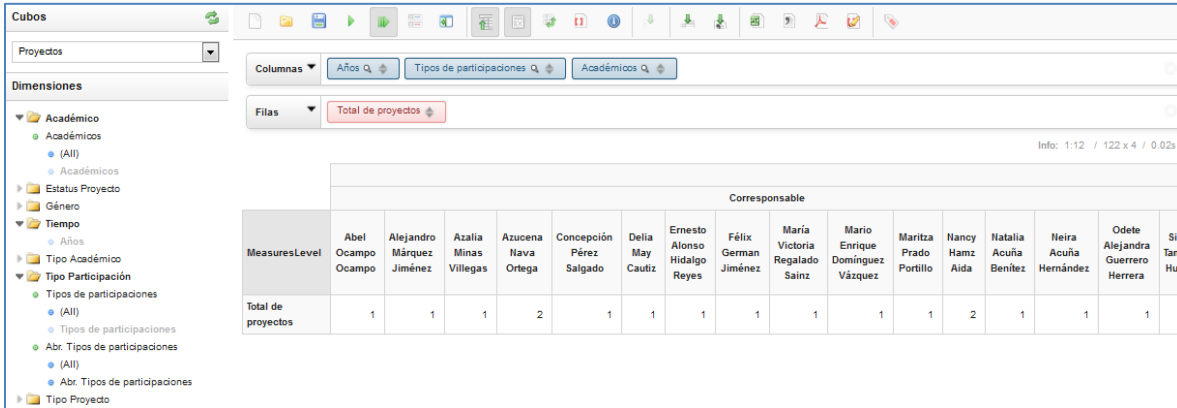 Cubos
Proyectos
Dimensiones
Académico
Académicos
(All)
Académicos
Estatus Proyecto
Género
Tiempo
Años
Tipo Académico
Tipo Participación
Tipos de participaciones
(All)
Tipos de participaciones
Abr. Tipos de participaciones
(All)
Abr. Tipos de participaciones
Tipo Proyecto
Columnas Años Tipos de participaciones Académicos
Filas Total de proyectos
Info: 1:12 / 122 x 4 / 0.02s
Corresponsable
MeasuresLevel
Abel
Ocampo
Ocampo
Alejandro
Márquez
Jiménez
Azalia
Minas
Villegas
Azucena
Nava
Ortega
Concepción
Pérez
Salgado
Delia
May
Cautiz
Ernesto
Alonso
Hidalgo
Reyes
Félix
German
Jiménez
María
Victoria
Regalado
Sainz
Mario
Enrique
Domínguez
Vázquez
Maritza
Prado
Portillo
Nancy
Hamz
Aida
Natalia
Acuña
Benítez
Neira
Acuña
Hernández
Odete
Alejandra
Guerrero
Herrera
Total de
proyectos
1 1 1 2 1 1 1 1 1 1 1 2 1 1 1